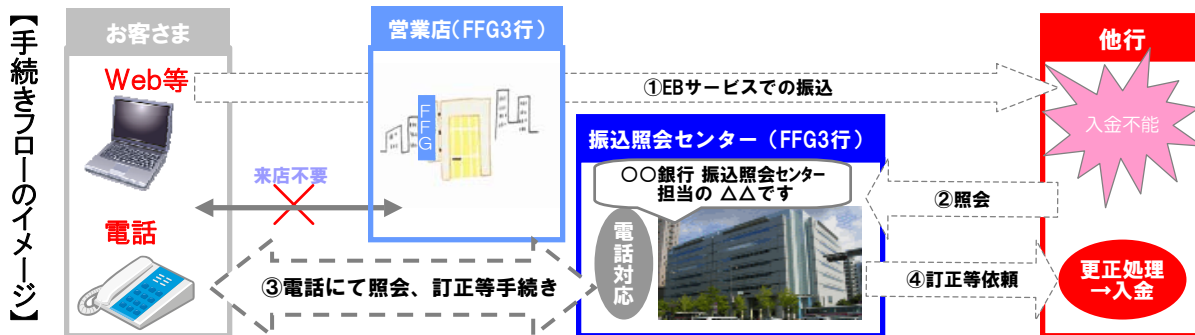 【手続きフローのイメージ】
お客さま
Web等
電話
営業店(FFG3行)
FFG
来店不要
①EBサービスでの振込
振込照会センター(FFG3行)
○○銀行 振込照会センター
担当の △△です
電話対応
②照会
③電話にて照会、訂正等手続き
④訂正等依頼
他行
入金不能
更正処理
→入金